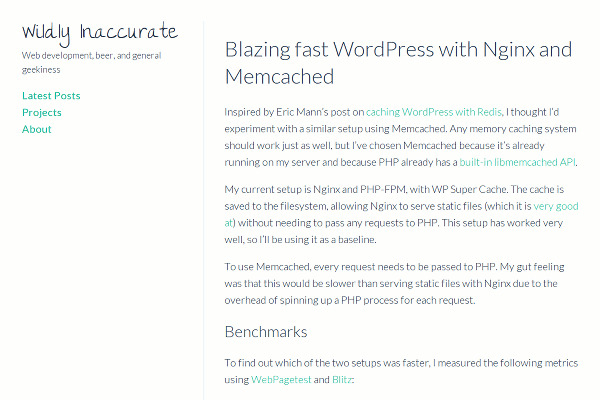 Wildly Inaccurate
Web development, beer, and general
geekiness
Latest Posts
Projects
About
Blazing fast WordPress with Nginx and
Memcached
Inspired by Eric Mann's post on caching WordPress with Redis, I thought I'd
experiment with a similar setup using Memcached. Any memory caching system
should work just as well, but I've chosen Memcached because it's already
running on my server and because PHP already has a built-in libmemcached API.
My current setup is Nginx and PHP-FPM, with WP Super Cache. The cache is
saved to the filesystem, allowing Nginx to serve static files (which it is very good
at) without needing to pass any requests to PHP. This setup has worked very
well, so I'll be using it as a baseline.
To use Memcached, every request needs to be passed to PHP. My gut feeling
was that this would be slower than serving static files with Nginx due to the
overhead of spinning up a PHP process for each request.
Benchmarks
To find out which of the two setups was faster, I measured the following metrics
using WebPagetest and Blitz: